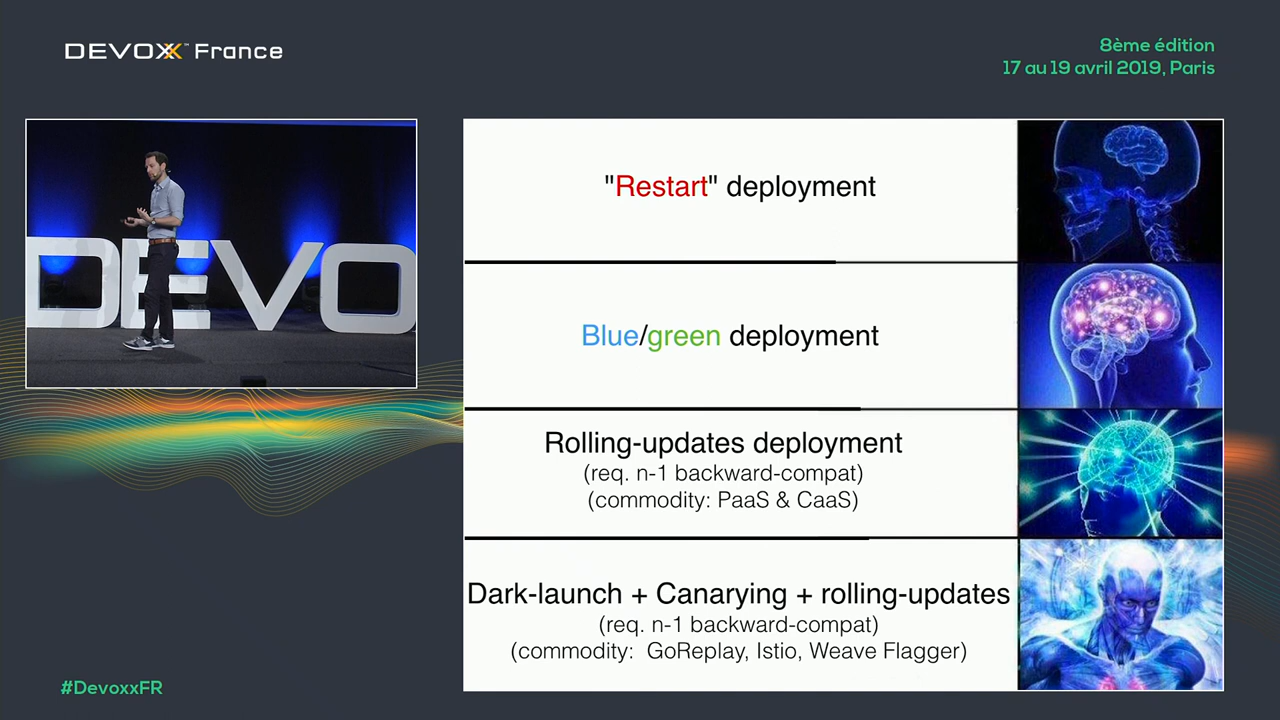 DEVOXX™ France
8ème édition
17 au 19 avril 2019, Paris
DEVO
"Restart" deployment
Blue/green deployment
Rolling-updates deployment
(req. n-1 backward-compat)
(commodity: PaaS & CaaS)
Dark-launch + Canarying + rolling-updates
(req. n-1 backward-compat)
(commodity: GoReplay, Istio, Weave Flagger)
#DevoxxFR